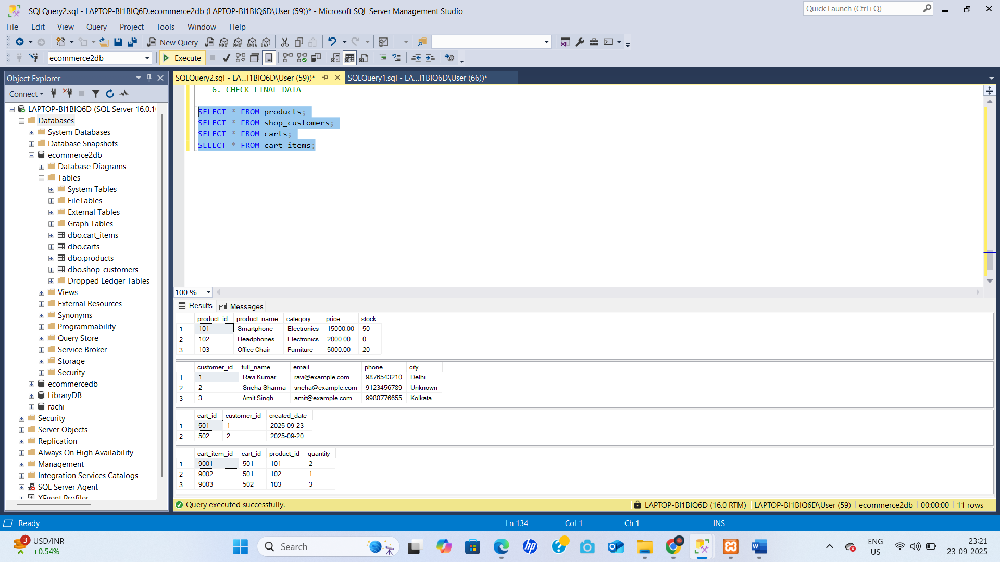 SQLQuery2.sql - LAPTOP-BI1BIQ6D.ecommerce2db (LAPTOP-BI1BIQ6D\User (59))* - Microsoft SQL Server Management Studio
Quick Launch (Ctrl+Q)
File Edit View Query Project Tools Window Help
New Query MDX DMX XMLA DAX
ecommerce2db Execute
Object Explorer
Connect
LAPTOP-BI1BIQ6D (SQL Server 16.0.10
Databases
System Databases
Database Snapshots
ecommerce2db
Database Diagrams
Tables
System Tables
FileTables
External Tables
Graph Tables
dbo.cart_items
dbo.carts
dbo.products
dbo.shop_customers
Dropped Ledger Tables
Views
External Resources
Synonyms
Programmability
Query Store
Service Broker
Storage
Security
ecommercedb
LibraryDB
rachi
Security
Server Objects
Replication
Always On High Availability
Management
Integration Services Catalogs
SQL Server Agent
XEvent Profiler
SQLQuery2.sql - LA...I1BIQ6D\User (59))* SQLQuery1.sql - LA...I1BIQ6D\User (66))*
-- 6. CHECK FINAL DATA
------------------------------------------------
SELECT * FROM products;
SELECT * FROM shop_customers;
SELECT * FROM carts;
SELECT * FROM cart_items;
100 %
Results Messages
product_id product_name category price stock
1 101 Smartphone Electronics 15000.00 50
2 102 Headphones Electronics 2000.00 0
3 103 Office Chair Furniture 5000.00 20
customer_id full_name email phone city
1 1 Ravi Kumar ravi@example.com 9876543210 Delhi
2 2 Sneha Sharma sneha@example.com 9123456789 Unknown
3 3 Amit Singh amit@example.com 9988776655 Kolkata
cart_id customer_id created_date
1 501 1 2025-09-23
2 502 2 2025-09-20
cart_item_id cart_id product_id quantity
1 9001 501 101 2
2 9002 501 102 1
3 9003 502 103 3
Query executed successfully. LAPTOP-BI1BIQ6D (16.0 RTM) LAPTOP-BI1BIQ6D\User (59) ecommerce2db 00:00:00 11 rows
Ready Ln 134 Col 1 Ch 1 INS
3 USD/INR
+0.54%
Search
ENG
US
23:21
23-09-2025